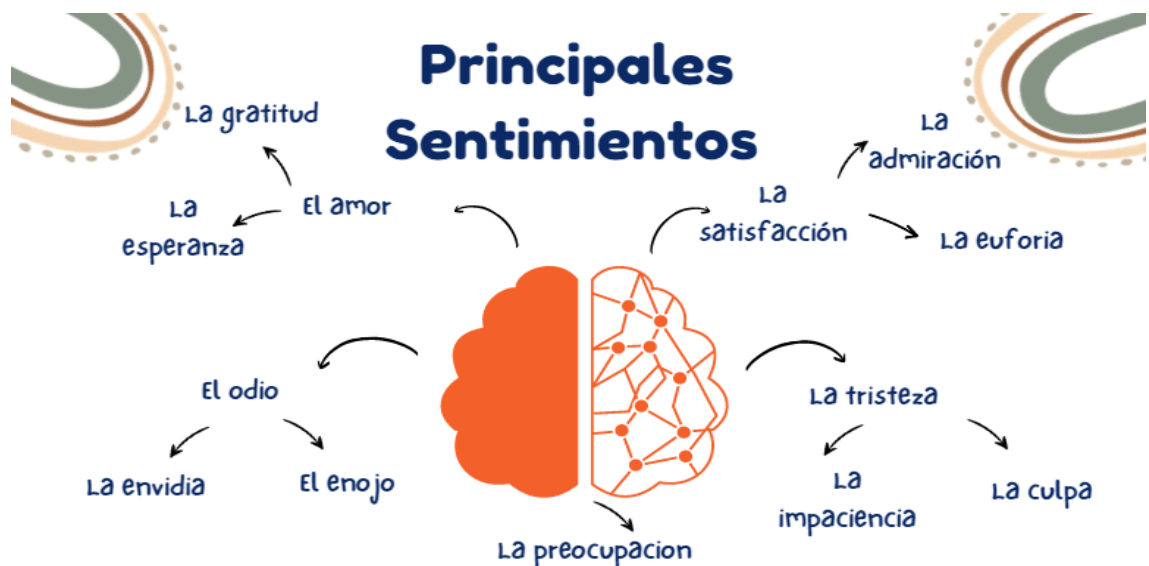 Principales
Sentimientos
La gratitud
El amor
La
esperanza
La
satisfacción
La
admiración
La euforia
El odio
La envidia
El enojo
La tristeza
La
impaciencia
La culpa
La preocupacion